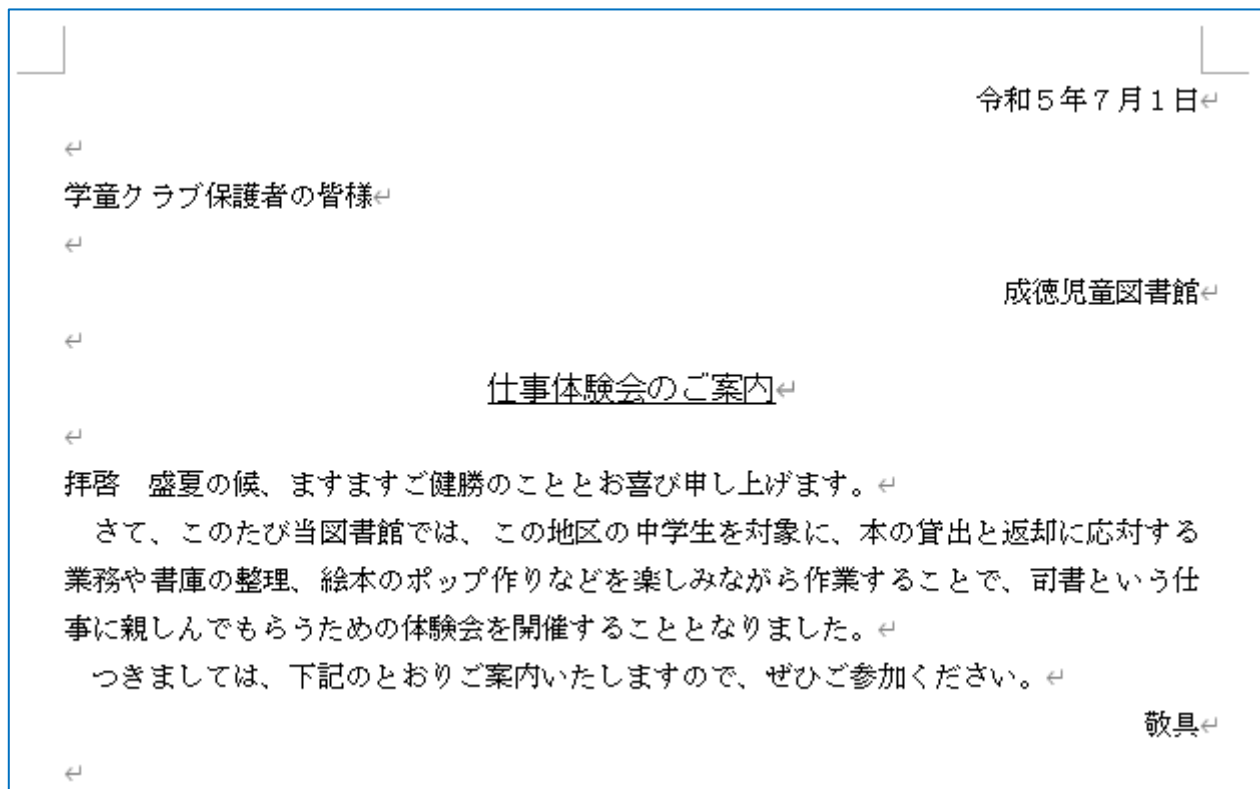 令和５年７月１日
学童クラブ保護者の皆様
成徳児童図書館
仕事体験会のご案内
拝啓　盛夏の候、ますますご健勝のこととお喜び申し上げます。
　さて、このたび当図書館では、この地区の中学生を対象に、本の貸出と返却に応対する
業務や書庫の整理、絵本のポップ作りなどを楽しみながら作業することで、司書という仕
事に親しんでもらうための体験会を開催することとなりました。
　つきましては、下記のとおりご案内いたしますので、ぜひご参加ください。
敬具